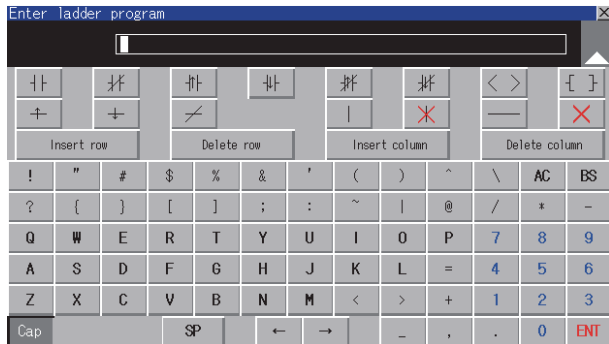 Enter ladder program
Insert row Delete row Insert column Delete column
! " # $ % & ' ( ) ^ \ AC BS
? { } [ ] ; : ~ | @ / * -
Q W E R T Y U I O P 7 8 9
A S D F G H J K L = 4 5 6
Z X C V B N M < > + 1 2 3
Cap SP ← → _ , . 0 ENT